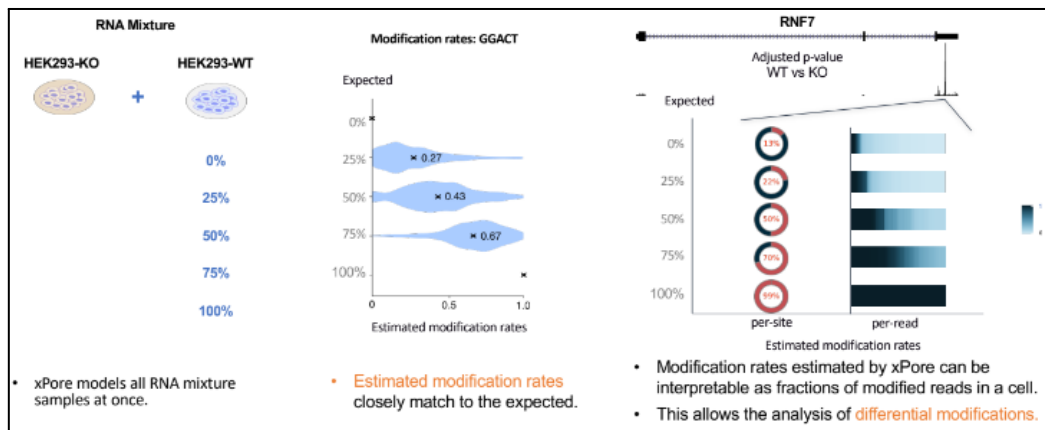 RNA Mixture
HEK293-KO
HEK293-WT
+
0%
25%
50%
75%
100%
• xPore models all RNA mixture
samples at once.
Modification rates: GGACT
Expected
0%
25%
50%
75%
100%
0.27
0.43
0.67
0
0.5
1.0
Estimated modification rates
• Estimated modification rates
closely match to the expected.
RNF7
Adjusted p-value
WT vs KO
Expected
0%
25%
50%
75%
100%
13%
22%
50%
70%
99%
per-site
per-read
Estimated modification rates
• Modification rates estimated by xPore can be
interpretable as fractions of modified reads in a cell.
• This allows the analysis of differential modifications.